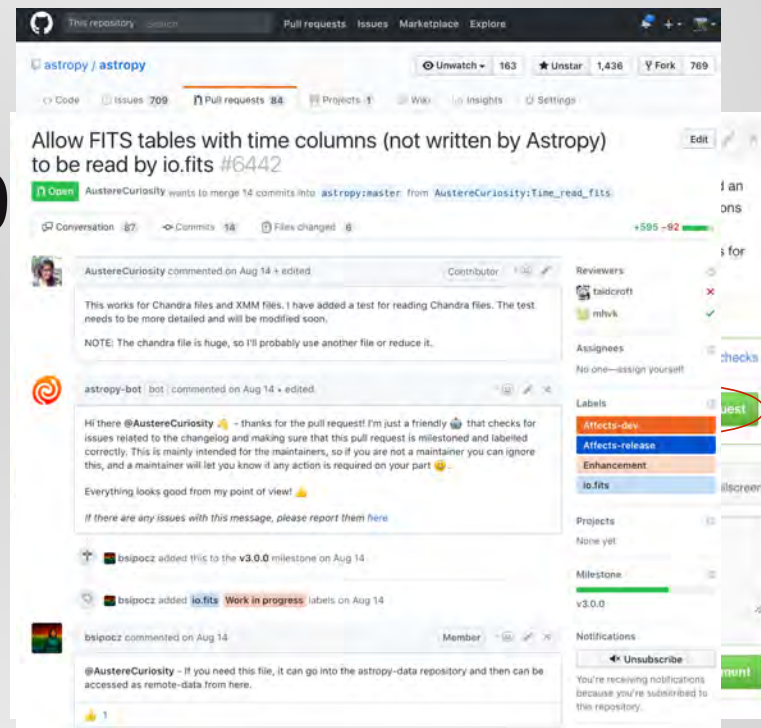 This repository Search Pull requests Issues Marketplace Explore
astropy / astropy Unwatch 163 Unstar 1,436 Fork 769
Code Issues 709 Pull requests 84 Projects 1 Wiki Insights Settings
Allow FITS tables with time columns (not written by Astropy) Edit
to be read by io.fits #6442
Open AustereCuriosity wants to merge 14 commits into astropy:master from AustereCuriosity:Time_read_fits
Conversation 87 Commits 14 Files changed 6 +595 −92
AustereCuriosity commented on Aug 14 • edited Contributor
This works for Chandra files and XMM files. I have added a test for reading Chandra files. The test
needs to be more detailed and will be modified soon.
NOTE: The chandra file is huge, so I'll probably use another file or reduce it.
astropy-bot bot commented on Aug 14 • edited
Hi there @AustereCuriosity 👋 - thanks for the pull request! I'm just a friendly 🤖 that checks for
issues related to the changelog and making sure that this pull request is milestoned and labelled
correctly. This is mainly intended for the maintainers, so if you are not a maintainer you can ignore
this, and a maintainer will let you know if any action is required on your part 😃.
Everything looks good from my point of view! 👍
If there are any issues with this message, please report them here
bsipocz added this to the v3.0.0 milestone on Aug 14
bsipocz added io.fits Work in progress labels on Aug 14
bsipocz commented on Aug 14 Member
@AustereCuriosity - If you need this file, it can go into the astropy-data repository and then can be
accessed as remote-data from here.
👍 1
Reviewers
taldcroft
mhvk
Assignees
No one—assign yourself
Labels
Affects-dev
Affects-release
Enhancement
io.fits
Projects
None yet
Milestone
v3.0.0
Notifications
Unsubscribe
You're receiving notifications
because you're subscribed to
this repository.
an
ons
s for
checks
uest